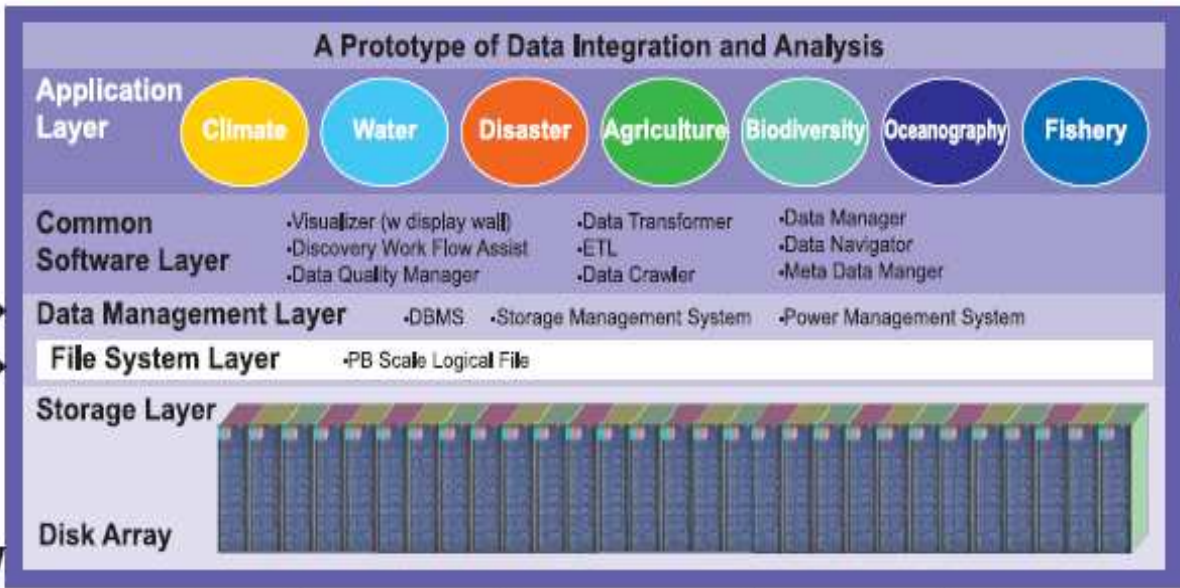 A Prototype of Data Integration and Analysis
Application
Layer
Climate
Water
Disaster
Agriculture
Biodiversity
Oceanography
Fishery
Common
Software Layer
•Visualizer (w display wall)
•Discovery Work Flow Assist
•Data Quality Manager
•Data Transformer
•ETL
•Data Crawler
•Data Manager
•Data Navigator
•Meta Data Manger
Data Management Layer •DBMS •Storage Management System •Power Management System
File System Layer •PB Scale Logical File
Storage Layer
Disk Array